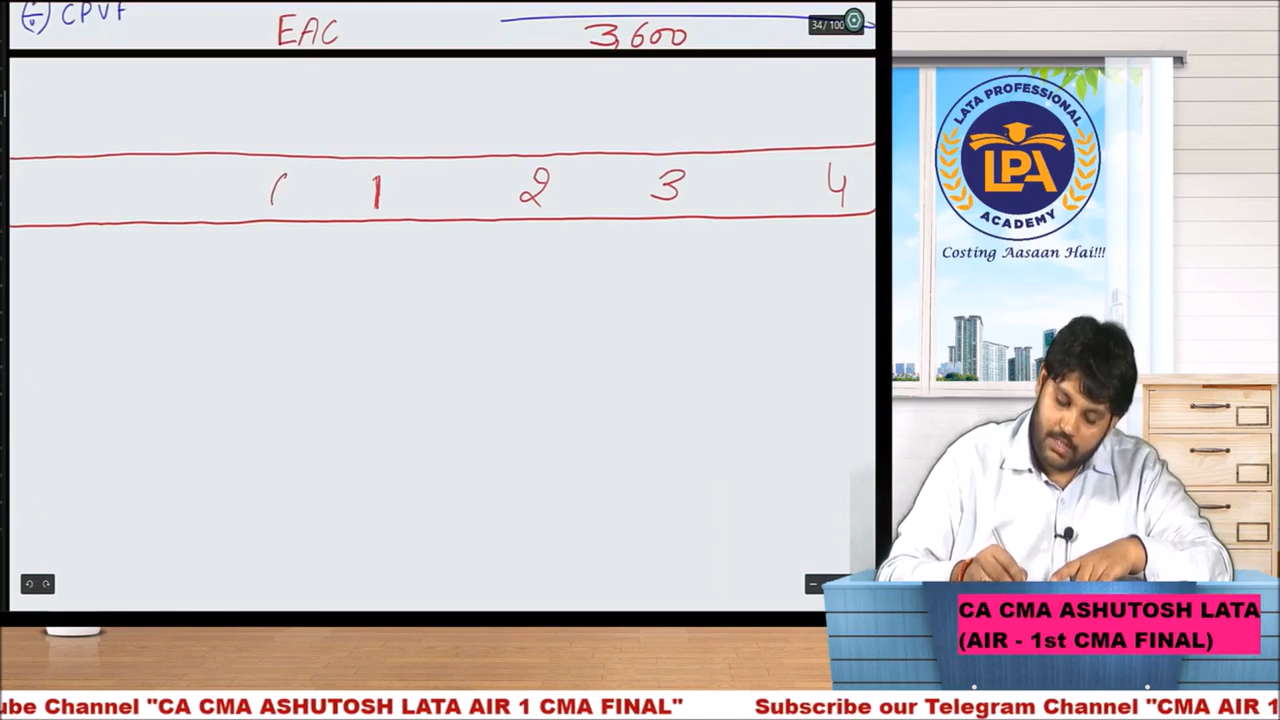 (÷) CPVF
EAC 3,600
34/100
( 1 2 3 4
LATA PROFESSIONAL
LPA
ACADEMY
Costing Aasaan Hai!!!
CA CMA ASHUTOSH LATA
(AIR - 1st CMA FINAL)
ube Channel "CA CMA ASHUTOSH LATA AIR 1 CMA FINAL" Subscribe our Telegram Channel "CMA AIR 1